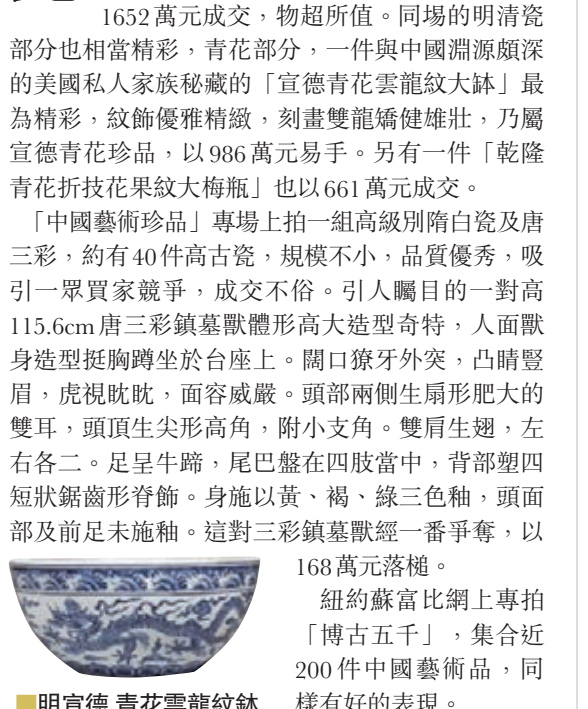 1652萬元成交，物超所值。同場的明清瓷
部分也相當精彩，青花部分，一件與中國淵源頗深
的美國私人家族秘藏的「宣德青花雲龍紋大缽」最
為精彩，紋飾優雅精緻，刻畫雙龍矯健雄壯，乃屬
宣德青花珍品，以986萬元易手。另有一件「乾隆
青花折技花果紋大梅瓶」也以661萬元成交。
「中國藝術珍品」專場上拍一組高級別隋白瓷及唐
三彩，約有40件高古瓷，規模不小，品質優秀，吸
引一眾買家競爭，成交不俗。引人矚目的一對高
115.6cm唐三彩鎮墓獸體形高大造型奇特，人面獸
身造型挺胸蹲坐於台座上。闊口獠牙外突，凸睛豎
眉，虎視眈眈，面容威嚴。頭部兩側生扇形肥大的
雙耳，頭頂生尖形高角，附小支角。雙肩生翅，左
右各二。足呈牛蹄，尾巴盤在四肢當中，背部塑四
短狀鋸齒形脊飾。身施以黃、褐、綠三色釉，頭面
部及前足未施釉。這對三彩鎮墓獸經一番爭奪，以
168萬元落槌。
紐約蘇富比網上專拍
「博古五千」，集合近
200件中國藝術品，同
樣有好的表現。
明宣德 青花雲龍紋缽